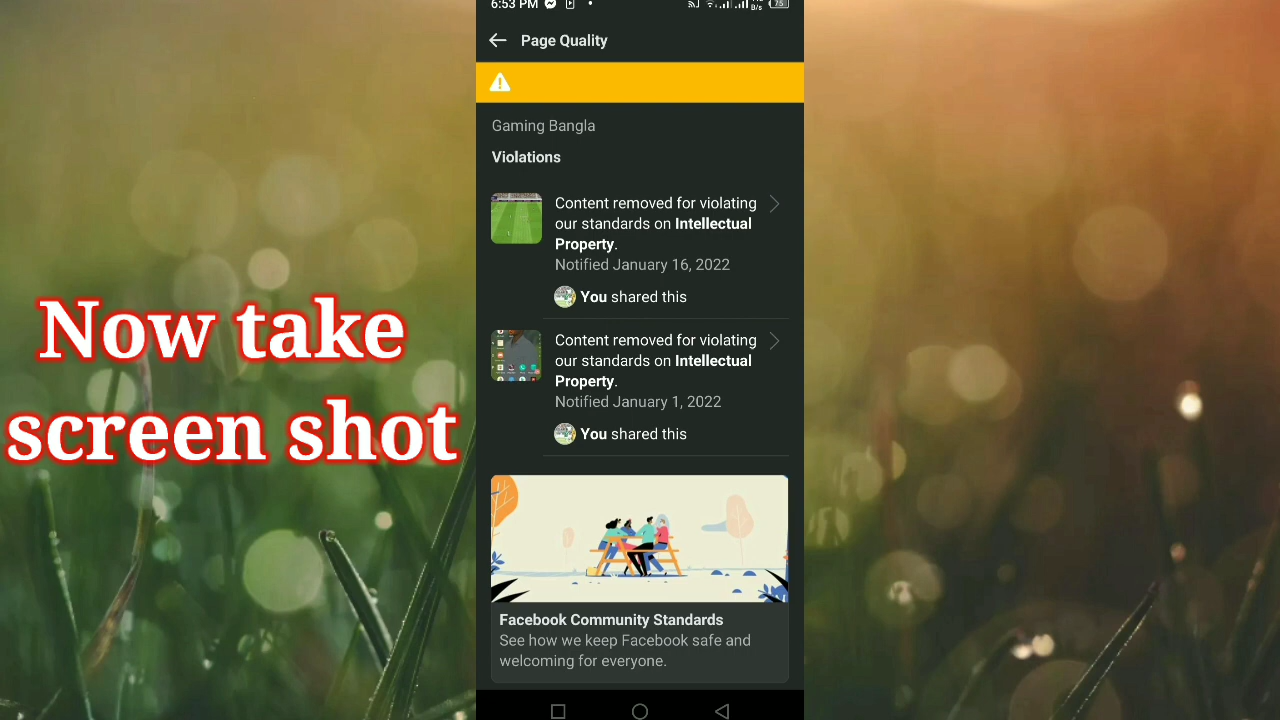 6:53 PM
B/s
75
Page Quality
Gaming Bangla
Violations
Content removed for violating
our standards on Intellectual
Property.
Notified January 16, 2022
You shared this
Content removed for violating
our standards on Intellectual
Property.
Notified January 1, 2022
You shared this
Facebook Community Standards
See how we keep Facebook safe and
welcoming for everyone.
Now take
screen shot